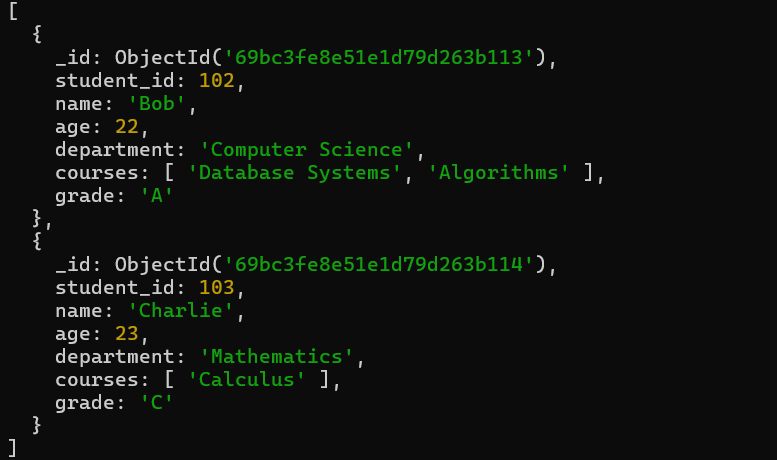 [
  {
    _id: ObjectId('69bc3fe8e51e1d79d263b113'),
    student_id: 102,
    name: 'Bob',
    age: 22,
    department: 'Computer Science',
    courses: [ 'Database Systems', 'Algorithms' ],
    grade: 'A'
  },
  {
    _id: ObjectId('69bc3fe8e51e1d79d263b114'),
    student_id: 103,
    name: 'Charlie',
    age: 23,
    department: 'Mathematics',
    courses: [ 'Calculus' ],
    grade: 'C'
  }
]